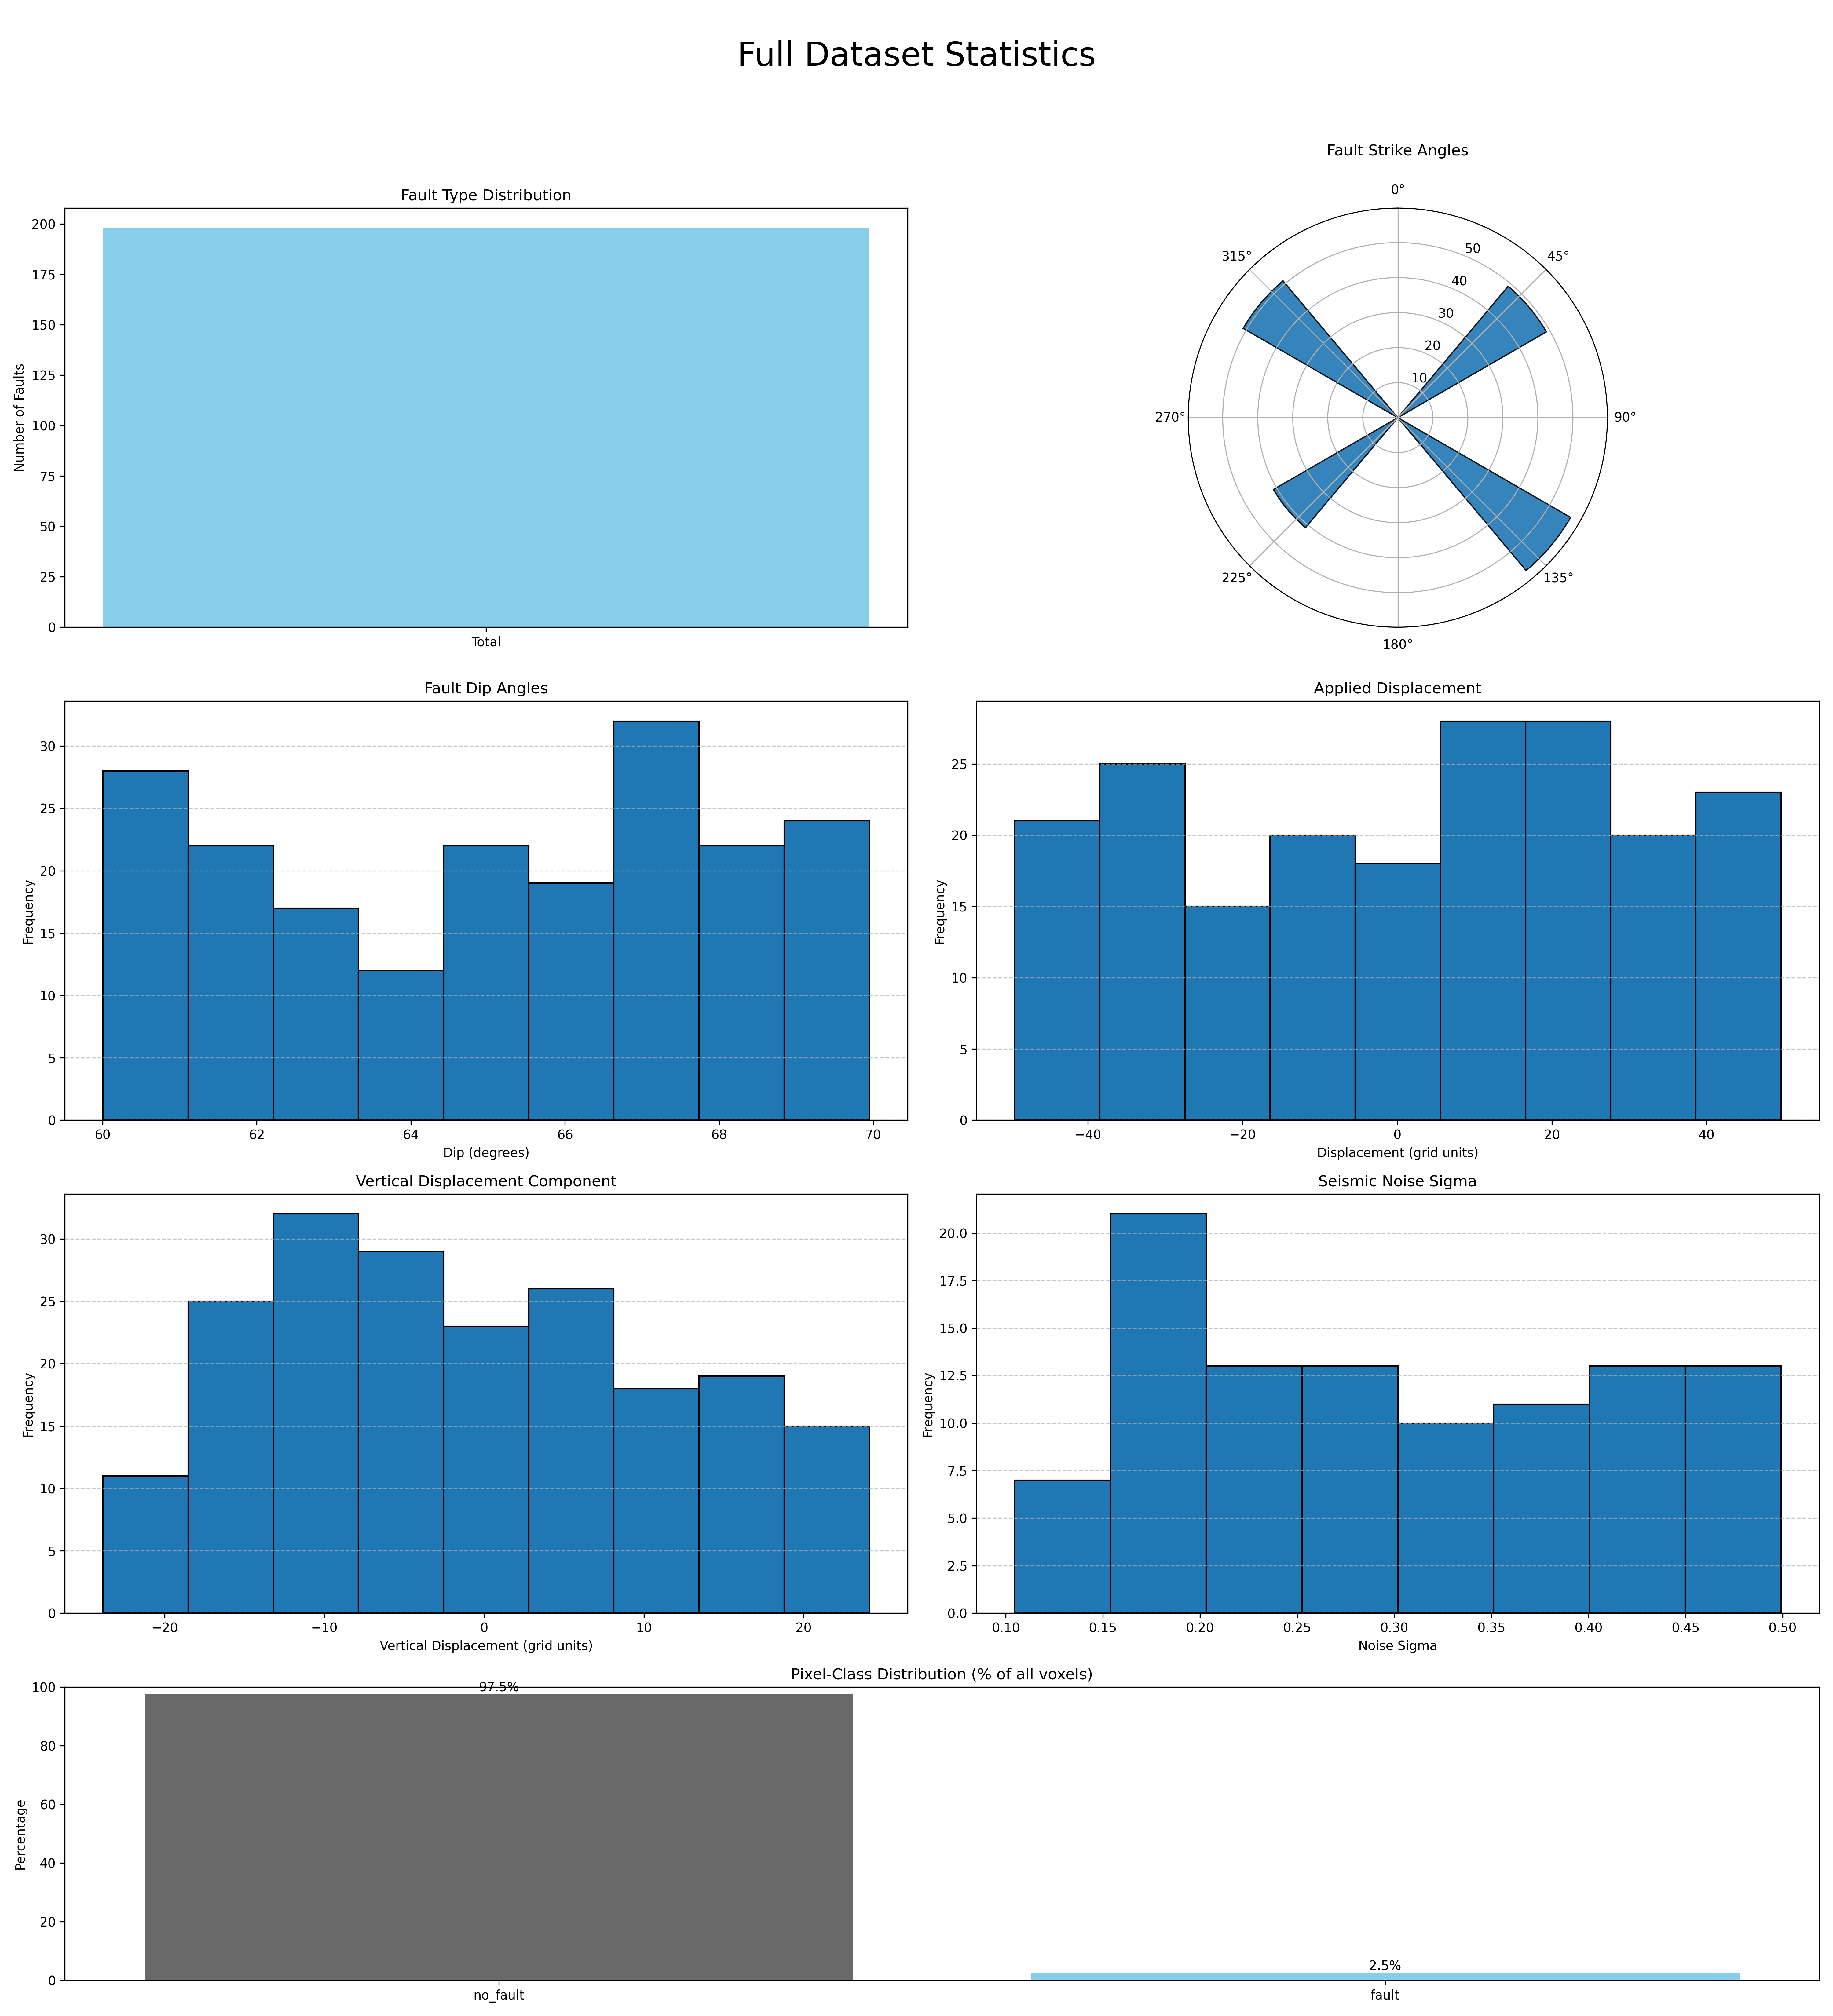 Full Dataset Statistics
Fault Type Distribution
Number of Faults
200
175
150
125
100
75
50
25
0
Total
Fault Strike Angles
0°
45°
90°
135°
180°
225°
270°
315°
10
20
30
40
50
Fault Dip Angles
Frequency
30
25
20
15
10
5
0
60 62 64 66 68 70
Dip (degrees)
Applied Displacement
Frequency
25
20
15
10
5
0
−40 −20 0 20 40
Displacement (grid units)
Vertical Displacement Component
Frequency
30
25
20
15
10
5
0
−20 −10 0 10 20
Vertical Displacement (grid units)
Seismic Noise Sigma
Frequency
20.0
17.5
15.0
12.5
10.0
7.5
5.0
2.5
0.0
0.10 0.15 0.20 0.25 0.30 0.35 0.40 0.45 0.50
Noise Sigma
Pixel-Class Distribution (% of all voxels)
Percentage
100
80
60
40
20
0
97.5%
2.5%
no_fault fault